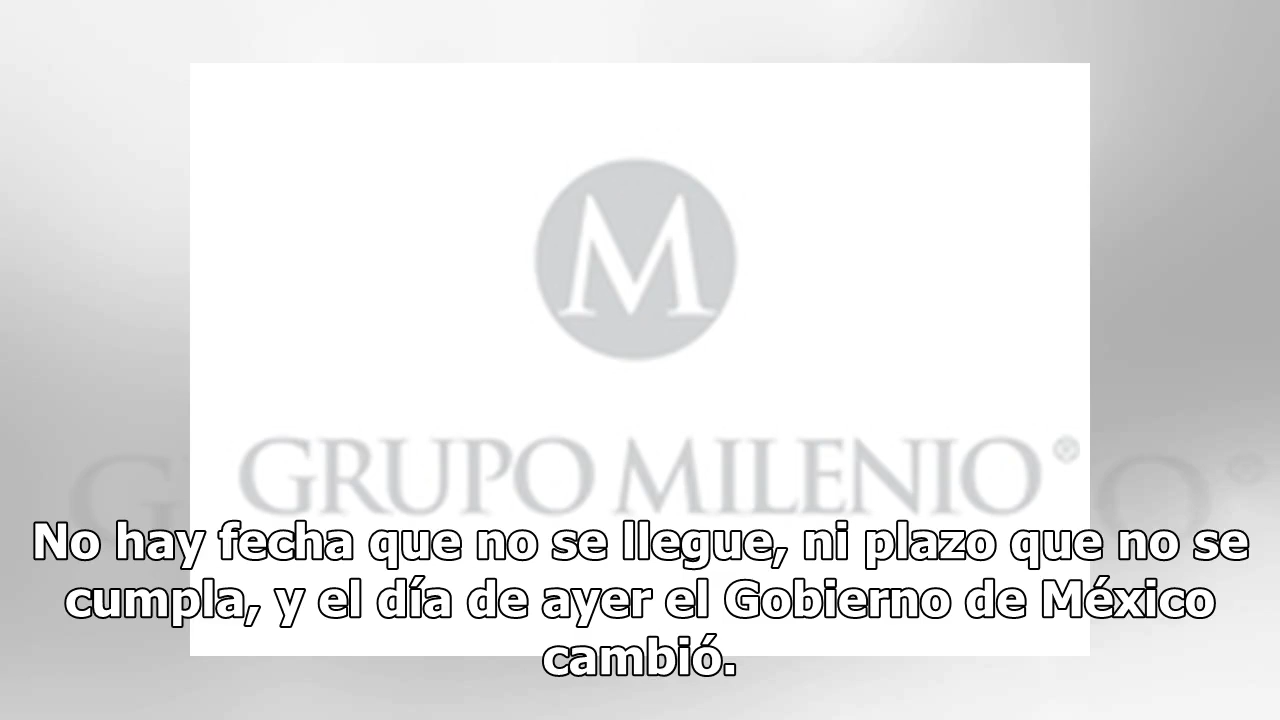 M
GRUPO MILENIO®
G O®
No hay fecha que no se llegue, ni plazo que no se
cumpla, y el día de ayer el Gobierno de México
cambió.